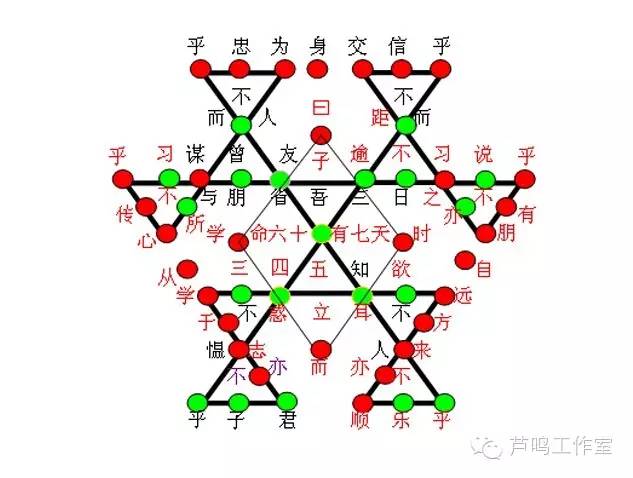 乎 忠 为 身 交 信 乎
不 曰 不
而 人 距 而
乎 习 谋 曾 友 子 逾 不 习 说 乎
不 与 朋 省 吾 三 日 之 不
传 所 亦 有
心 学 命 六 十 有 七 天 时 朋
从 三 四 五 知 欲 自
学 不 惑 立 耳 不 远
于 方
愠 志 人 来
不 亦 而 亦 不
乎 子 君 顺 乐 乎
芦鸣工作室